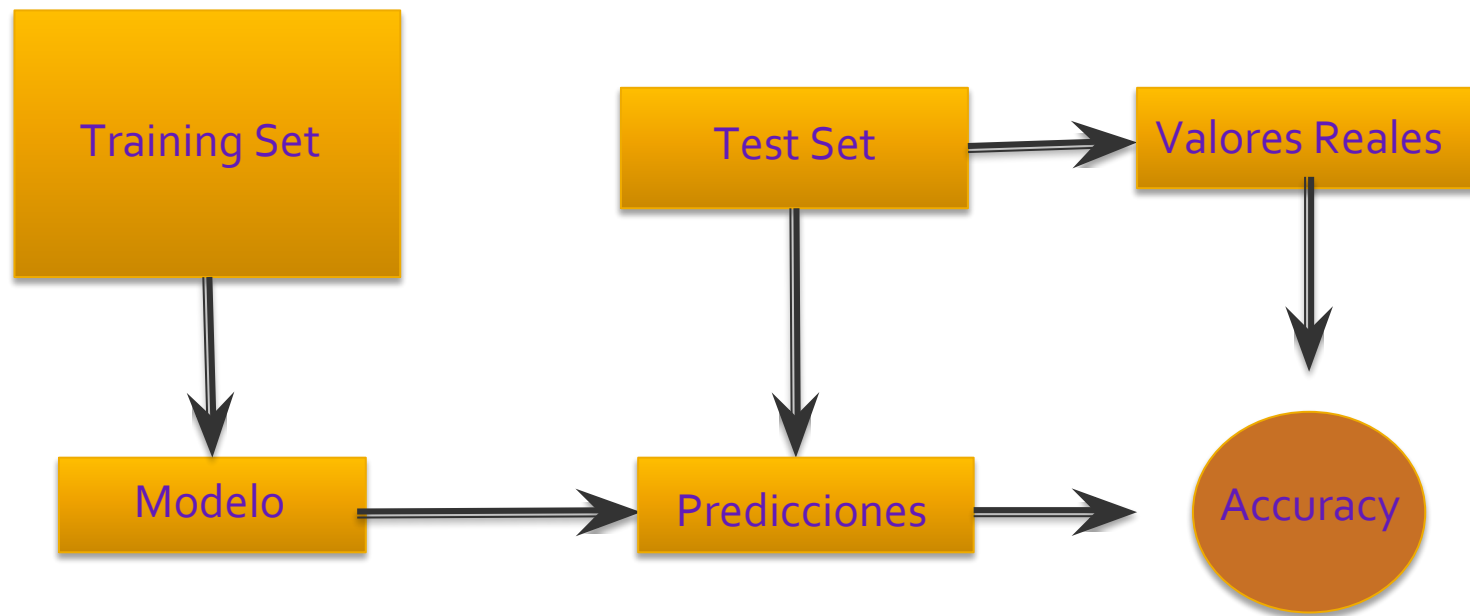 Training Set
Test Set
Valores Reales
Modelo
Predicciones
Accuracy